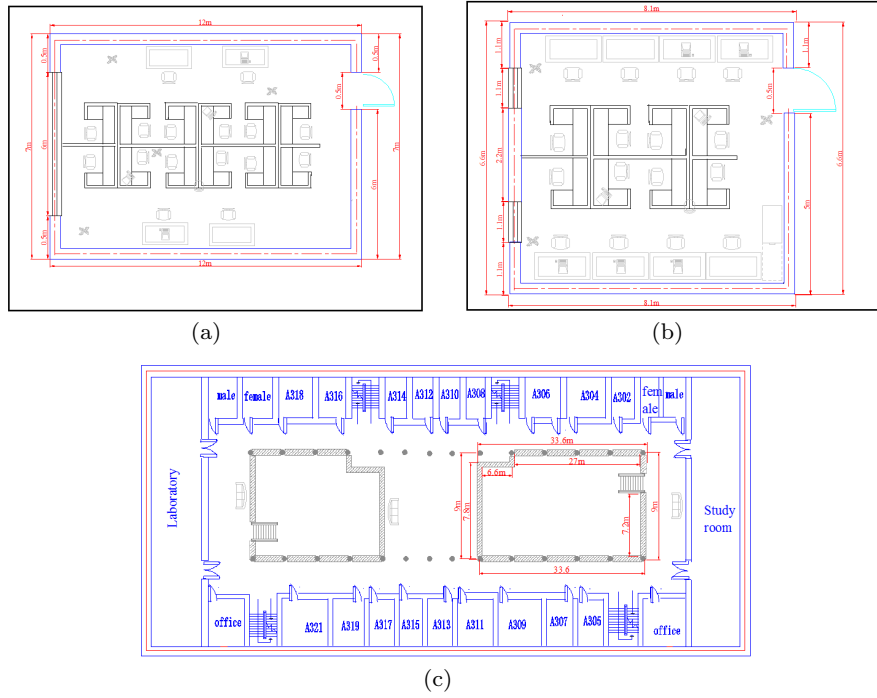 12m
0.5m
0.5m
0.5m
7m
6m
7m
6m
0.5m
12m
(a)
8.1m
1.1m
1.1m
1.1m
0.5m
6.6m
2.2m
6.6m
1.1m
5m
1.1m
8.1m
(b)
male
female
A318
A316
A314
A312
A310
A308
A306
A304
A302
fem
ale
male
33.6m
6.6m
27m
9m
7.8m
7.2m
9m
33.6
Laboratory
Study
room
office
A321
A319
A317
A315
A313
A311
A309
A307
A305
office
(c)